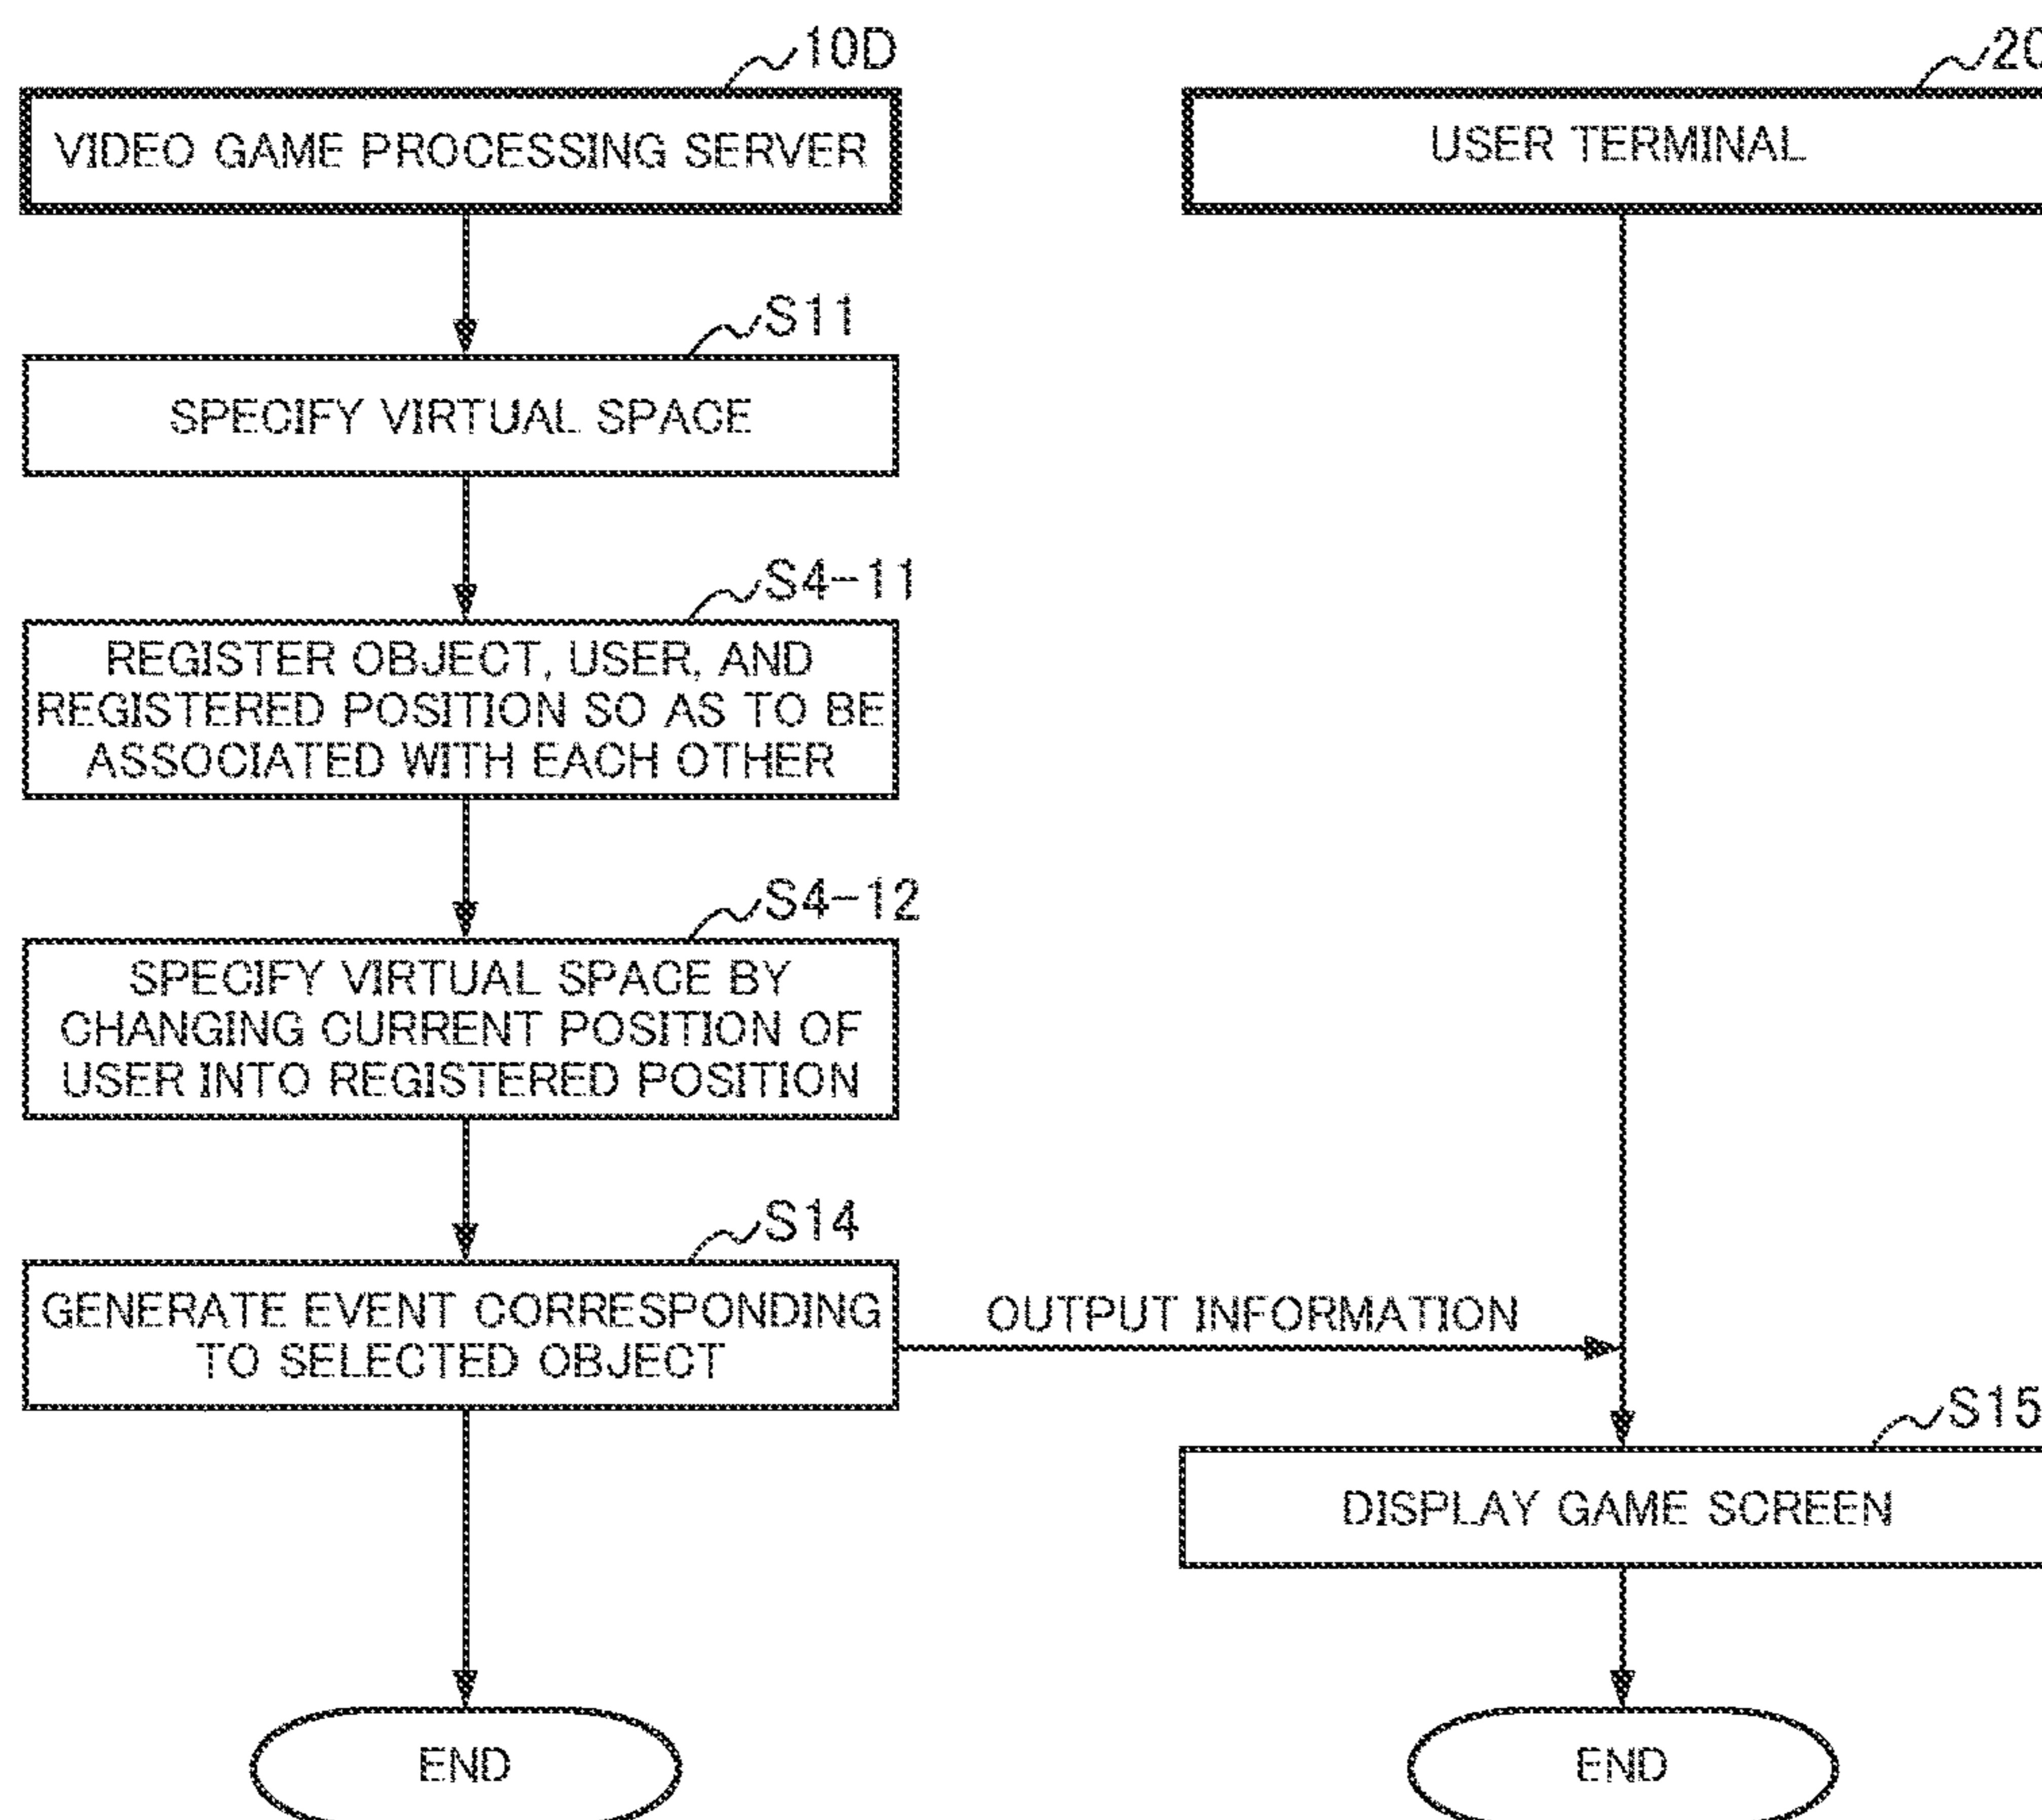 10D
VIDEO GAME PROCESSING SERVER
20
USER TERMINAL
S11
SPECIFY VIRTUAL SPACE
S4-11
REGISTER OBJECT, USER, AND
REGISTERED POSITION SO AS TO BE
ASSOCIATED WITH EACH OTHER
S4-12
SPECIFY VIRTUAL SPACE BY
CHANGING CURRENT POSITION OF
USER INTO REGISTERED POSITION
S14
GENERATE EVENT CORRESPONDING
TO SELECTED OBJECT
OUTPUT INFORMATION
S15
DISPLAY GAME SCREEN
END
END